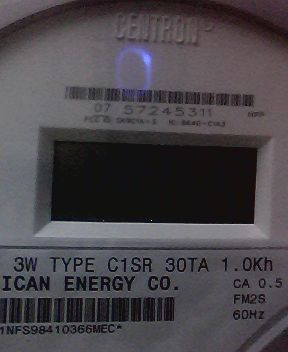 CENTRON
07 57245311
3W TYPE C1SR 30TA 1.0Kh
ICAN ENERGY CO. CA 0.5
FM2S
60Hz
1NFS98410366MEC*